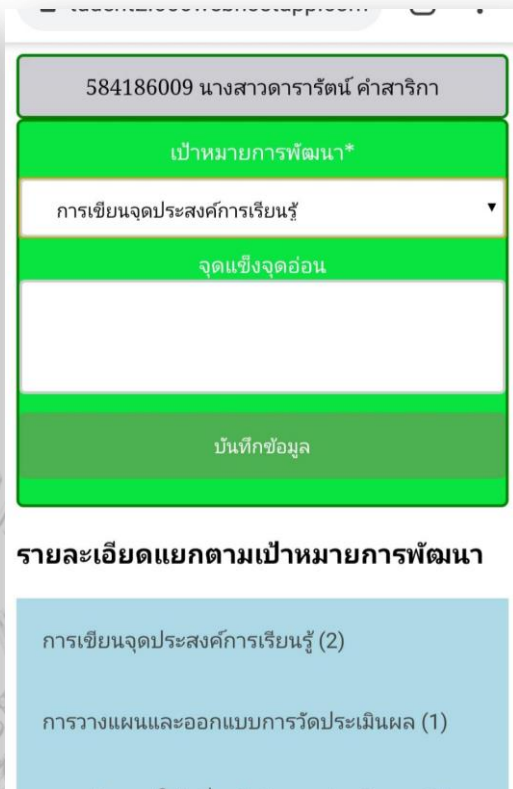 584186009 นางสาวดารารัตน์ คำสาริกา
เป้าหมายการพัฒนา*
การเขียนจุดประสงค์การเรียนรู้
จุดแข็งจุดอ่อน
บันทึกข้อมูล
รายละเอียดแยกตามเป้าหมายการพัฒนา
การเขียนจุดประสงค์การเรียนรู้ (2)
การวางแผนและออกแบบการวัดประเมินผล (1)